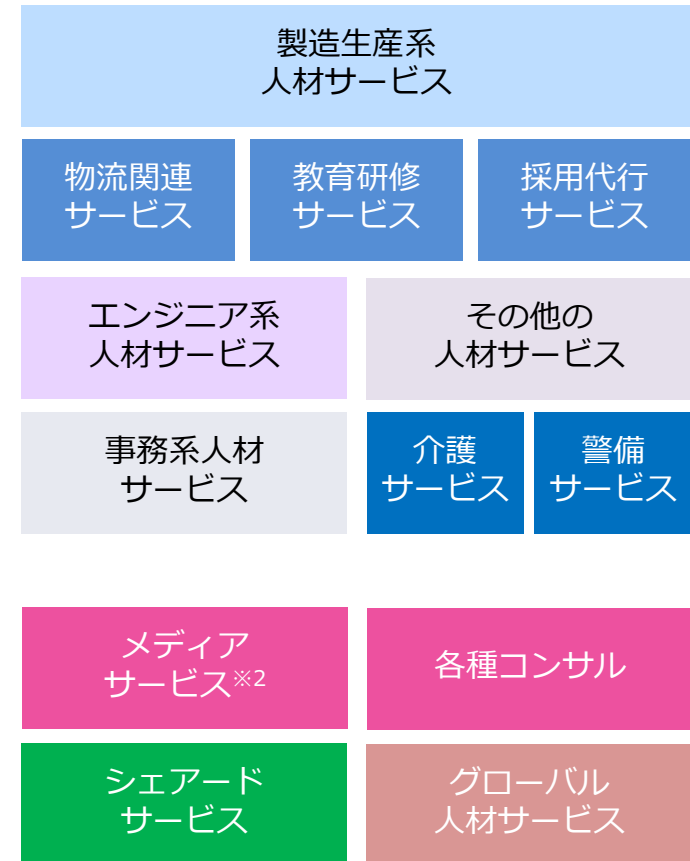 製造生産系
人材サービス
物流関連
サービス
教育研修
サービス
採用代行
サービス
エンジニア系
人材サービス
その他の
人材サービス
事務系人材
サービス
介護
サービス
警備
サービス
メディア
サービス※2
各種コンサル
シェアード
サービス
グローバル
人材サービス